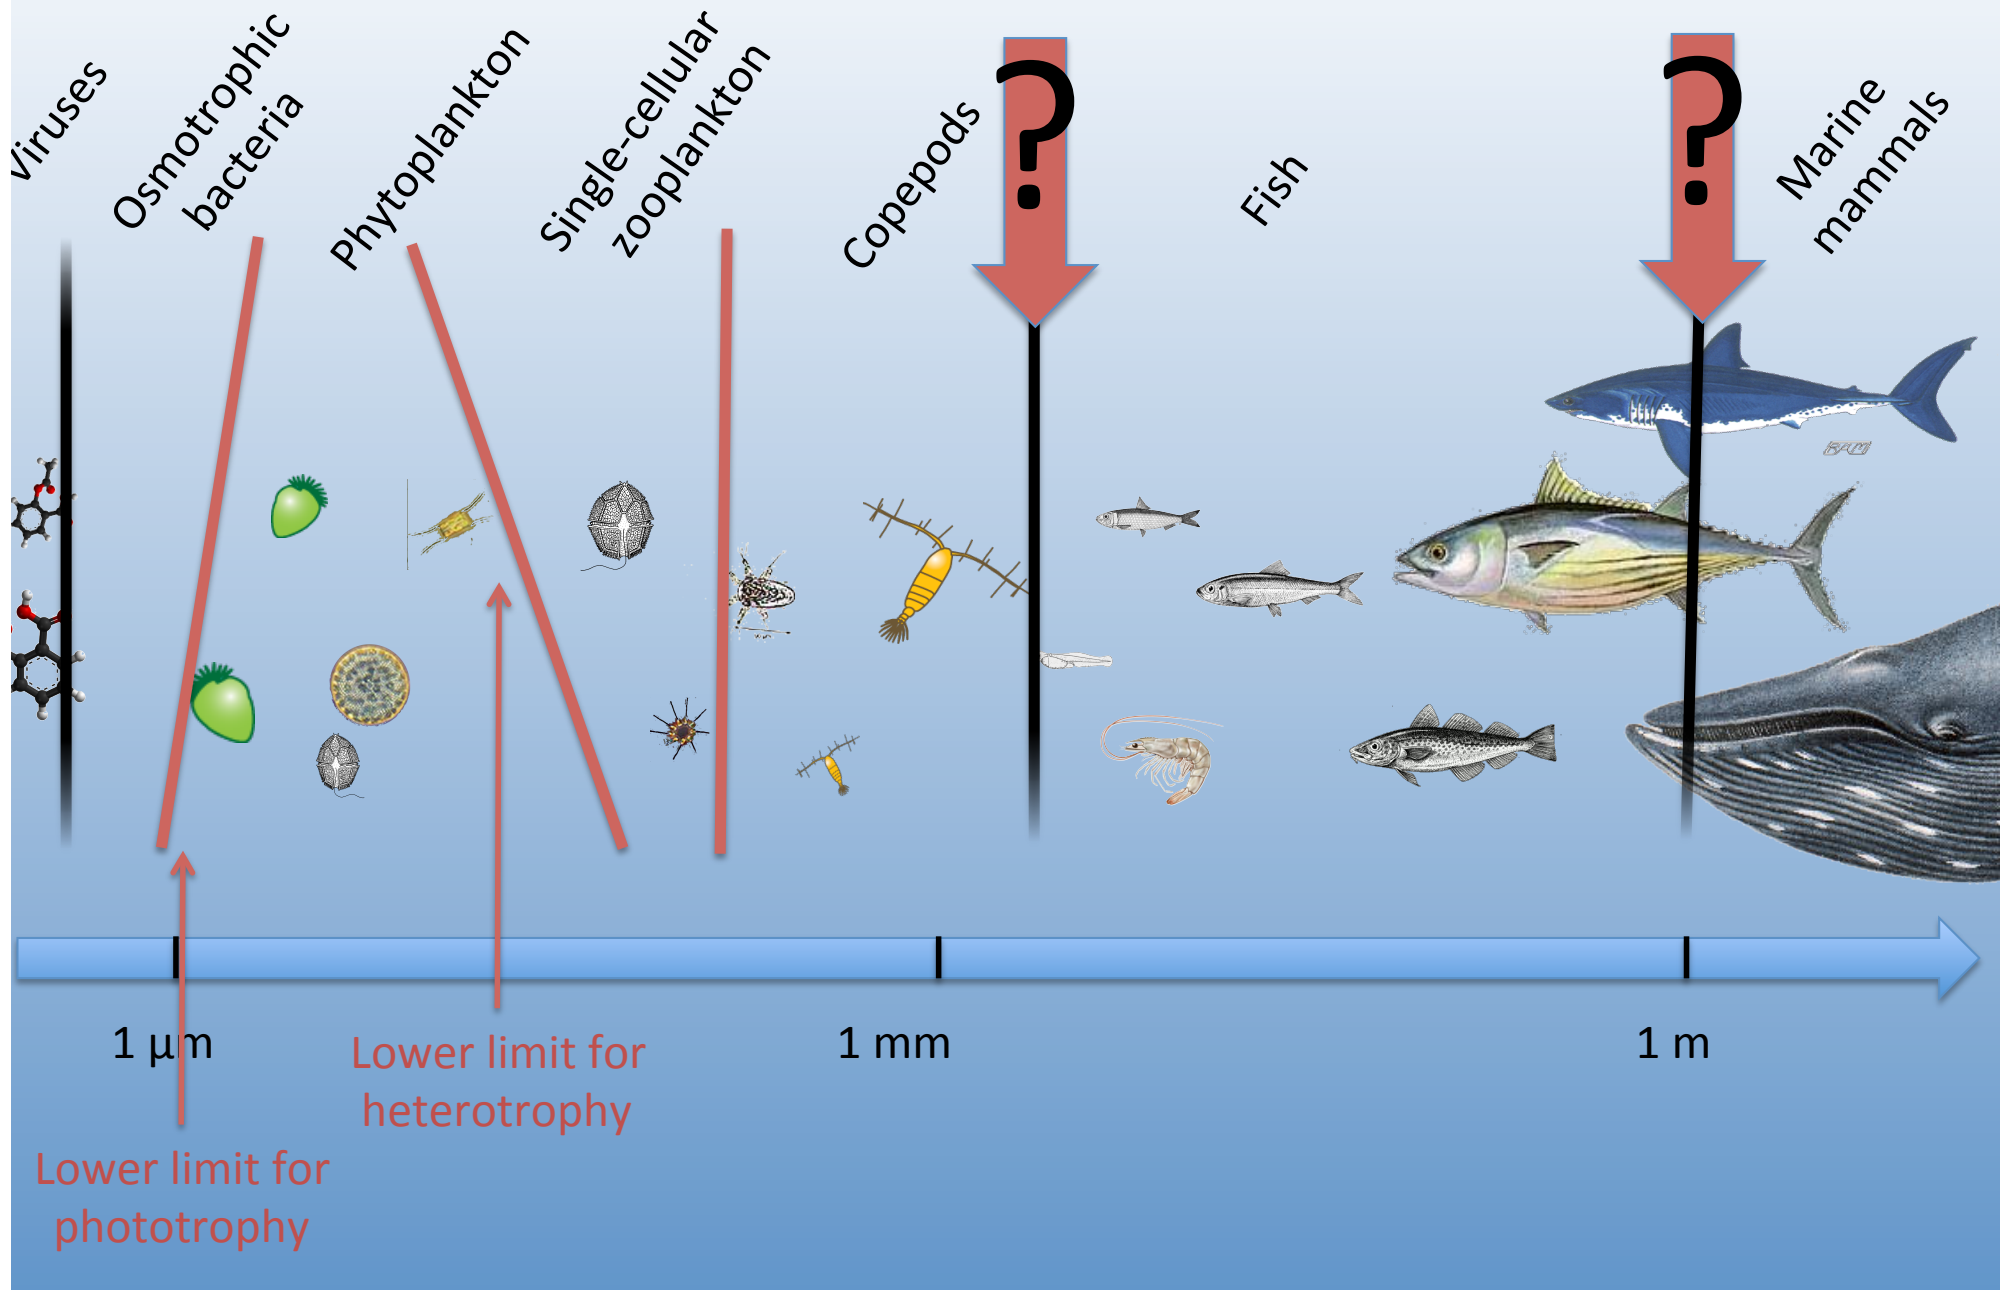 Viruses
Osmotrophic
bacteria
Phytoplankton
Single-cellular
zooplankton
Copepods
?
Fish
?
Marine
mammals
1 μm
1 mm
1 m
Lower limit for
heterotrophy
Lower limit for
phototrophy